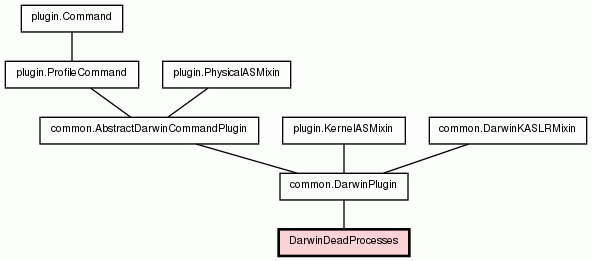 plugin.Command
plugin.ProfileCommand
plugin.PhysicalASMixin
common.AbstractDarwinCommandPlugin
plugin.KernelASMixin
common.DarwinKASLRMixin
common.DarwinPlugin
DarwinDeadProcesses